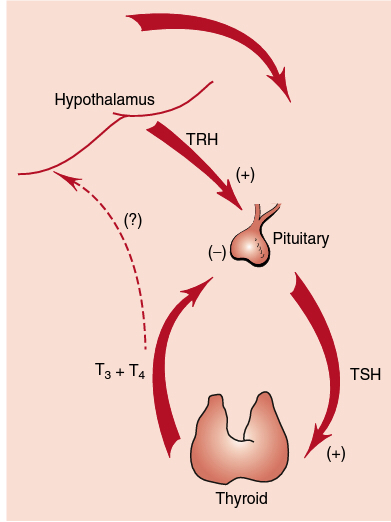 Hypothalamus
TRH
(+)
(?)
(−)
Pituitary
T₃ + T₄
TSH
(+)
Thyroid